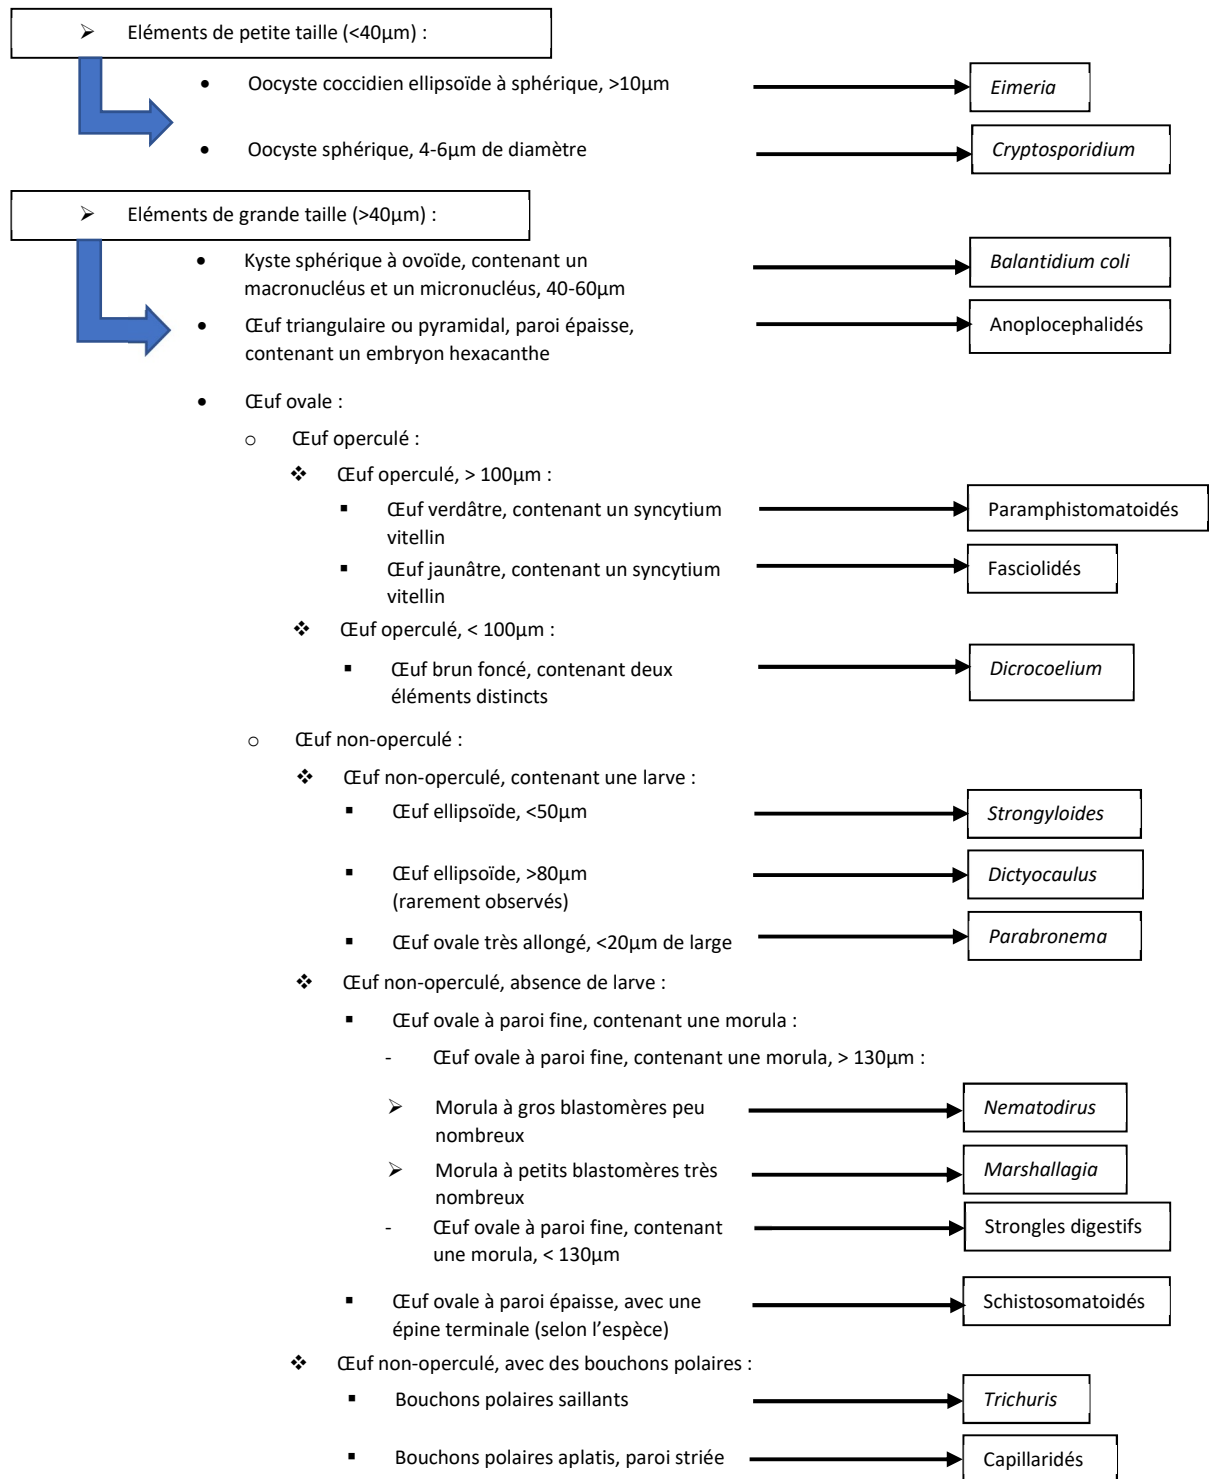 ➢ Eléments de petite taille (<40µm) :
• Oocyste coccidien ellipsoïde à sphérique, >10µm
Eimeria
• Oocyste sphérique, 4-6µm de diamètre
Cryptosporidium
➢ Eléments de grande taille (>40µm) :
• Kyste sphérique à ovoïde, contenant un
macronucléus et un micronucléus, 40-60µm
Balantidium coli
• Œuf triangulaire ou pyramidal, paroi épaisse,
contenant un embryon hexacanthe
Anoplocephalidés
• Œuf ovale :
o Œuf operculé :
❖ Œuf operculé, > 100µm :
▪ Œuf verdâtre, contenant un syncytium
vitellin
Paramphistomatoidés
▪ Œuf jaunâtre, contenant un syncytium
vitellin
Fasciolidés
❖ Œuf operculé, < 100µm :
▪ Œuf brun foncé, contenant deux
éléments distincts
Dicrocoelium
o Œuf non-operculé :
❖ Œuf non-operculé, contenant une larve :
▪ Œuf ellipsoïde, <50µm
Strongyloides
▪ Œuf ellipsoïde, >80µm
(rarement observés)
Dictyocaulus
▪ Œuf ovale très allongé, <20µm de large
Parabronema
❖ Œuf non-operculé, absence de larve :
▪ Œuf ovale à paroi fine, contenant une morula :
- Œuf ovale à paroi fine, contenant une morula, > 130µm :
➢ Morula à gros blastomères peu
nombreux
Nematodirus
➢ Morula à petits blastomères très
nombreux
Marshallagia
- Œuf ovale à paroi fine, contenant
une morula, < 130µm
Strongles digestifs
▪ Œuf ovale à paroi épaisse, avec une
épine terminale (selon l'espèce)
Schistosomatoidés
❖ Œuf non-operculé, avec des bouchons polaires :
▪ Bouchons polaires saillants
Trichuris
▪ Bouchons polaires aplatis, paroi striée
Capillaridés